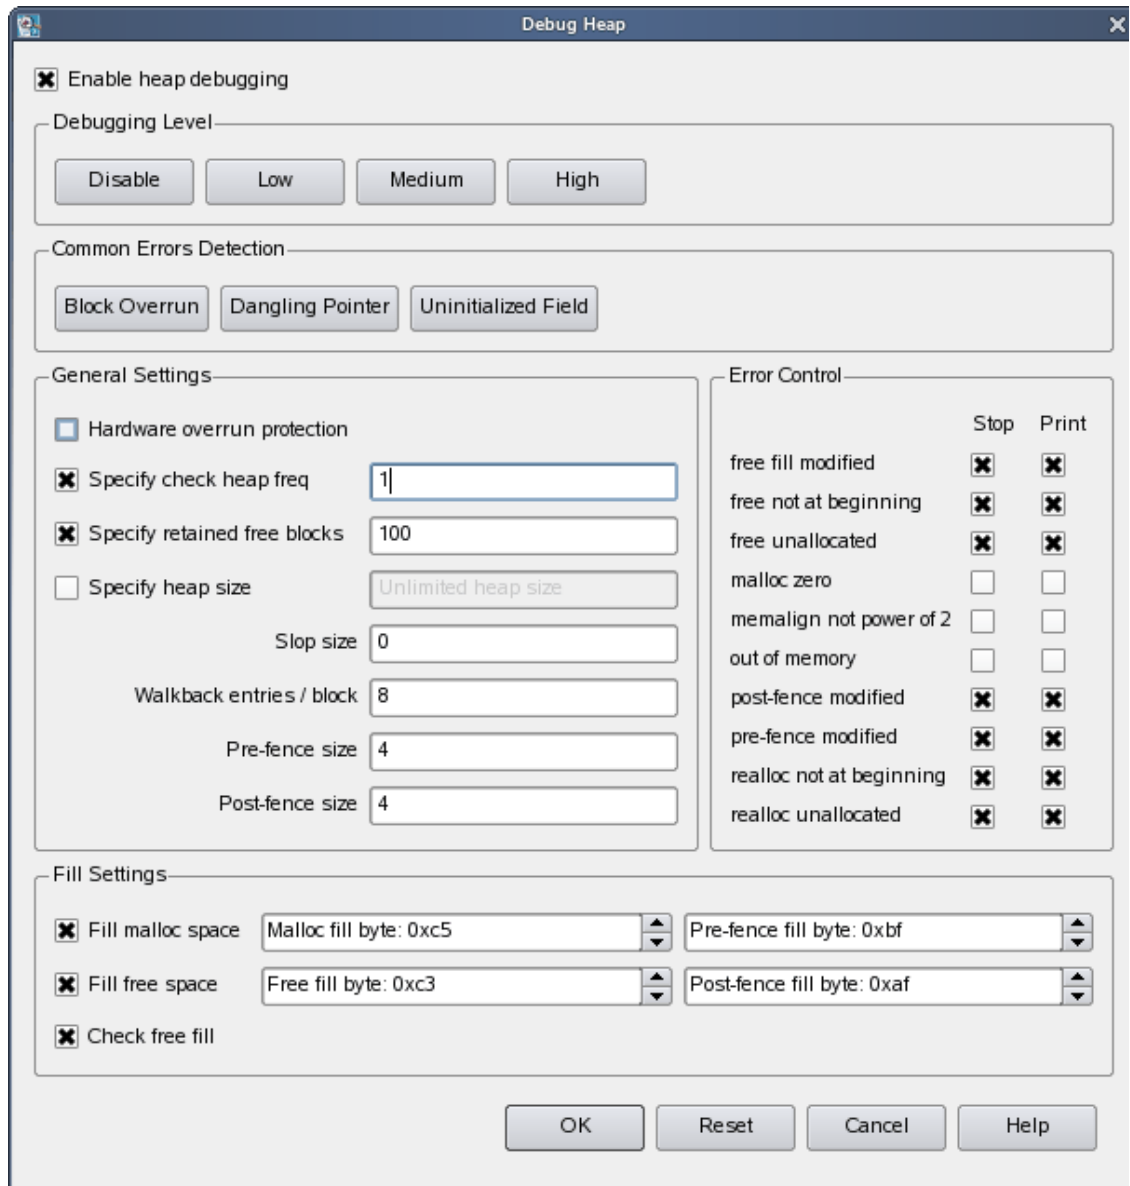 Debug Heap
Enable heap debugging
Debugging Level
Disable Low Medium High
Common Errors Detection
Block Overrun Dangling Pointer Uninitialized Field
General Settings
Hardware overrun protection
Specify check heap freq 1
Specify retained free blocks 100
Specify heap size Unlimited heap size
Slop size 0
Walkback entries / block 8
Pre-fence size 4
Post-fence size 4
Error Control
Stop Print
free fill modified
free not at beginning
free unallocated
malloc zero
memalign not power of 2
out of memory
post-fence modified
pre-fence modified
realloc not at beginning
realloc unallocated
Fill Settings
Fill malloc space Malloc fill byte: 0xc5 Pre-fence fill byte: 0xbf
Fill free space Free fill byte: 0xc3 Post-fence fill byte: 0xaf
Check free fill
OK Reset Cancel Help